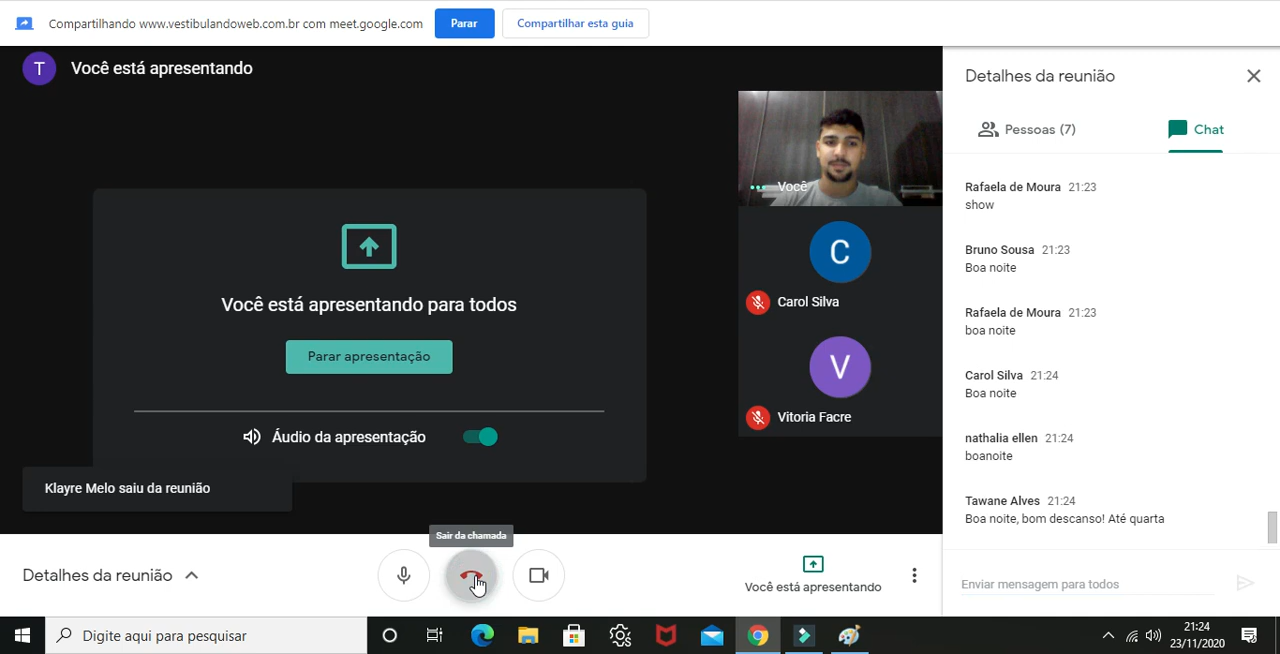 Compartilhando www.vestibulandoweb.com.br com meet.google.com
Parar
Compartilhar esta guia
T
Você está apresentando
Você está apresentando para todos
Parar apresentação
Áudio da apresentação
Klayre Melo saiu da reunião
Você
C
Carol Silva
V
Vitoria Facre
Detalhes da reunião
Pessoas (7)
Chat
Rafaela de Moura 21:23
show
Bruno Sousa 21:23
Boa noite
Rafaela de Moura 21:23
boa noite
Carol Silva 21:24
Boa noite
nathalia ellen 21:24
boanoite
Tawane Alves 21:24
Boa noite, bom descanso! Até quarta
Enviar mensagem para todos
Sair da chamada
Detalhes da reunião
Você está apresentando
Digite aqui para pesquisar
21:24
23/11/2020